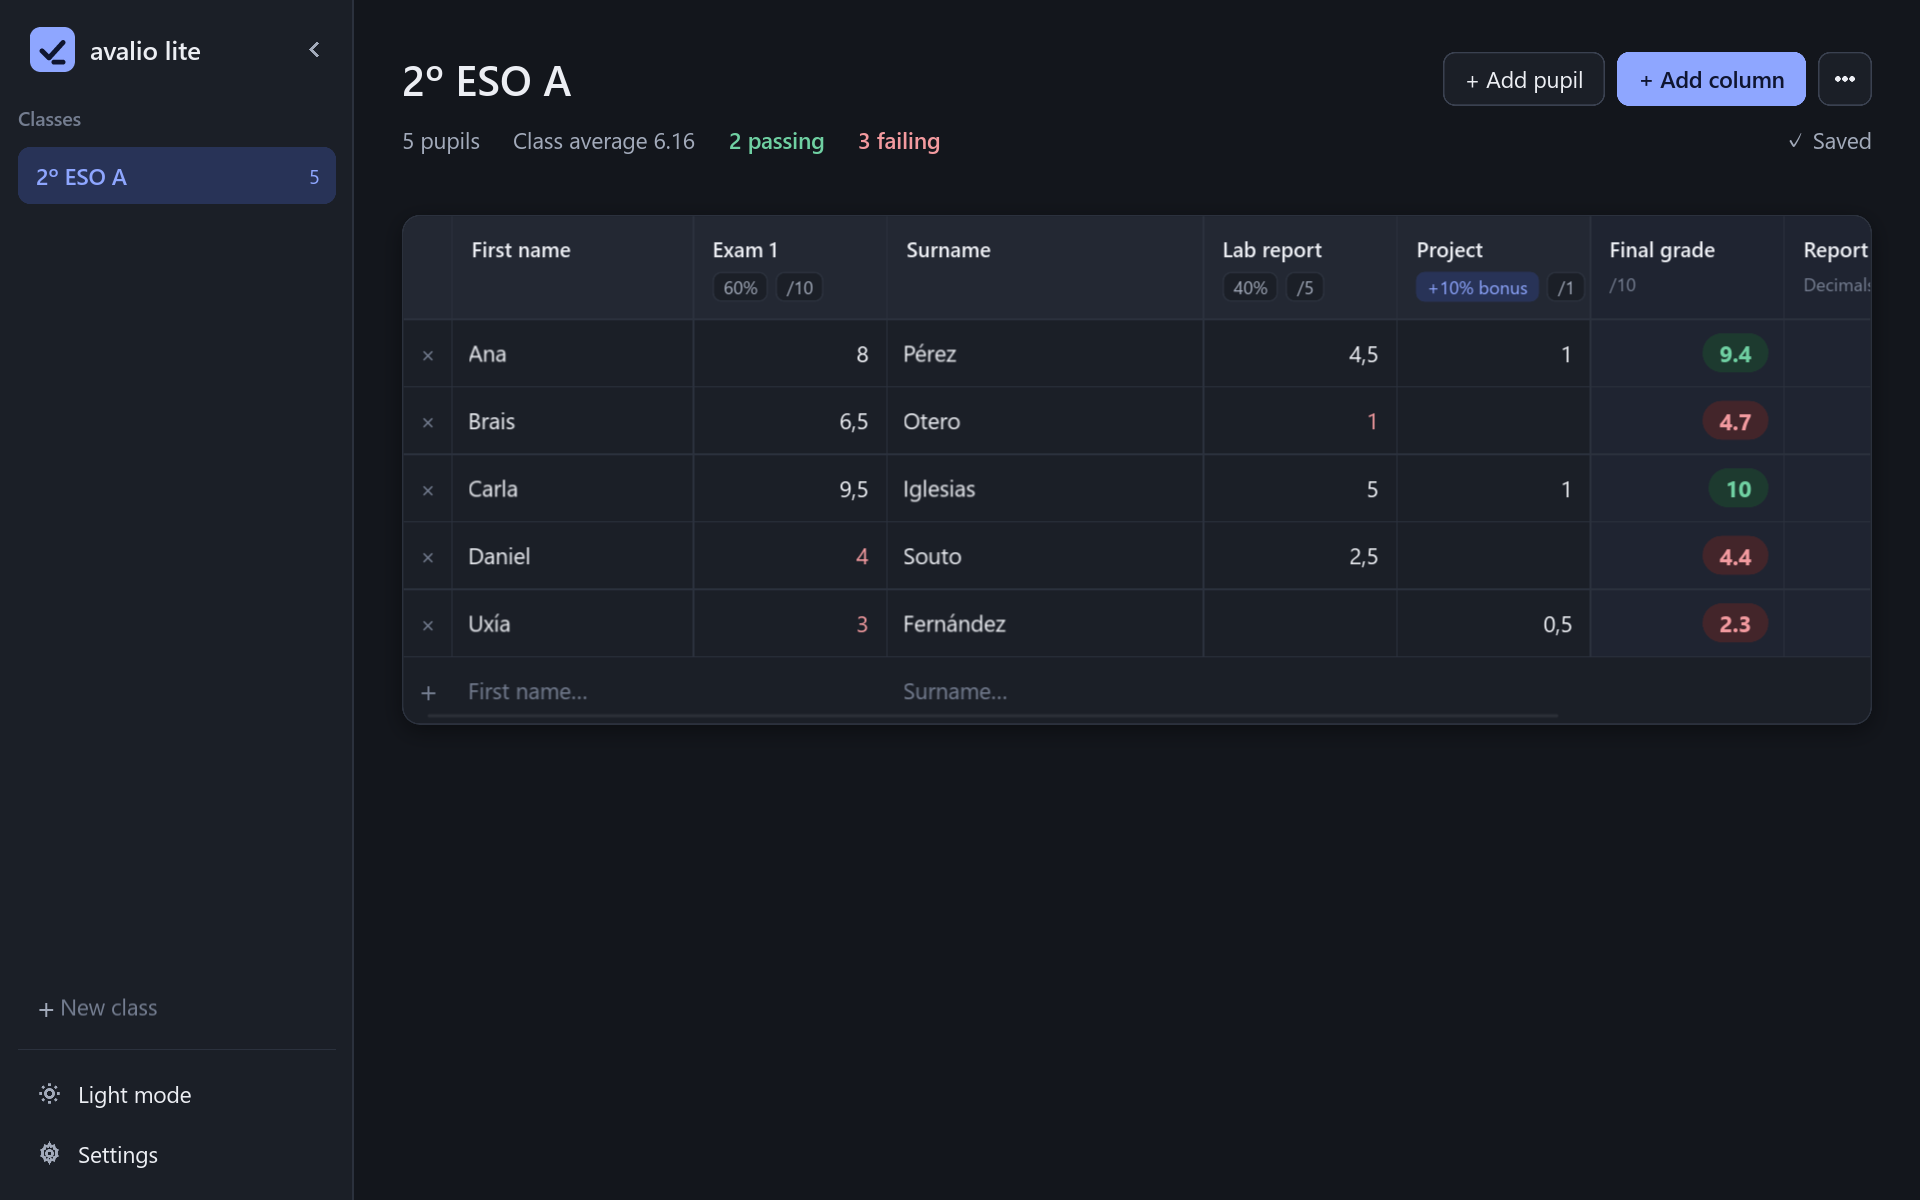 avalio lite
Classes
2º ESO A 5
+ New class
Light mode
Settings
2º ESO A
+ Add pupil
+ Add column
5 pupils Class average 6.16 2 passing 3 failing
✓ Saved
First name Exam 1 Surname Lab report Project Final grade Report
60% /10 40% /5 +10% bonus /1 /10 Decimals
× Ana 8 Pérez 4,5 1 9.4
× Brais 6,5 Otero 1 4.7
× Carla 9,5 Iglesias 5 1 10
× Daniel 4 Souto 2,5 4.4
× Uxía 3 Fernández 0,5 2.3
+ First name... Surname...